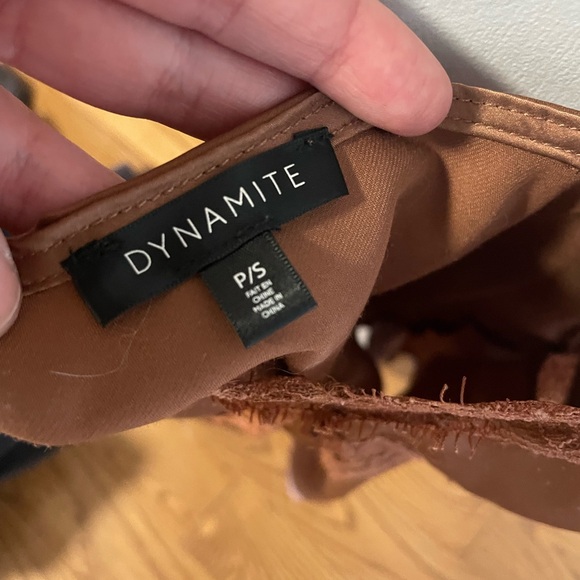 DYNAMITE
P/S
FAIT EN
CHINE
MADE IN
CHINA